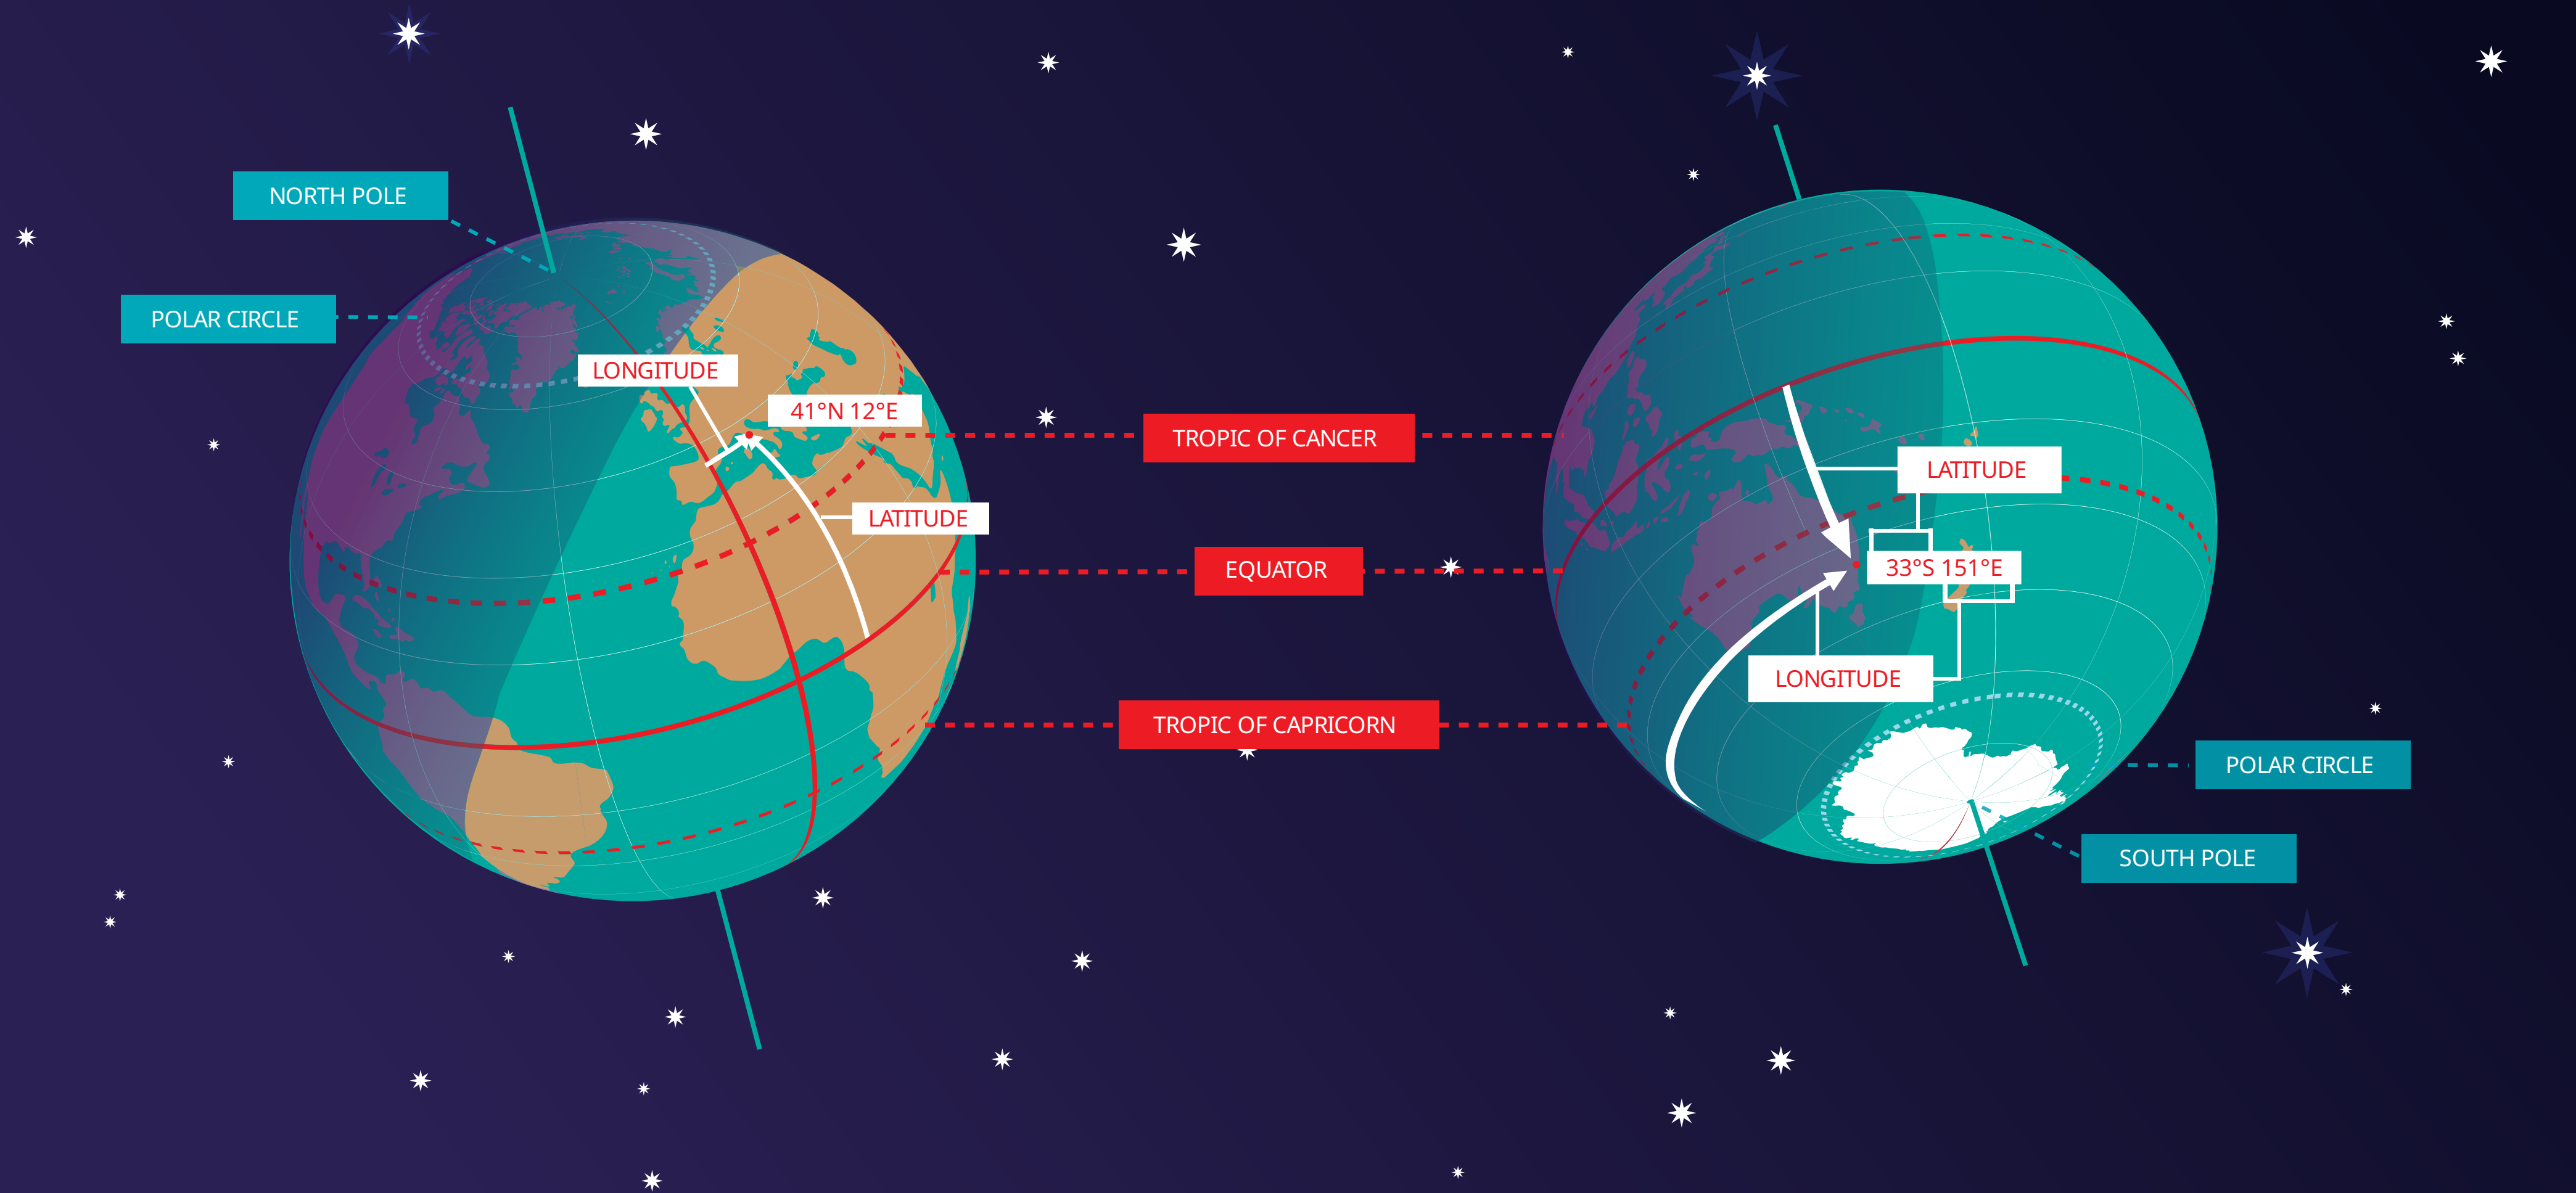 NORTH POLE
POLAR CIRCLE
LONGITUDE
41°N 12°E
LATITUDE
TROPIC OF CANCER
EQUATOR
TROPIC OF CAPRICORN
LATITUDE
33°S 151°E
LONGITUDE
POLAR CIRCLE
SOUTH POLE